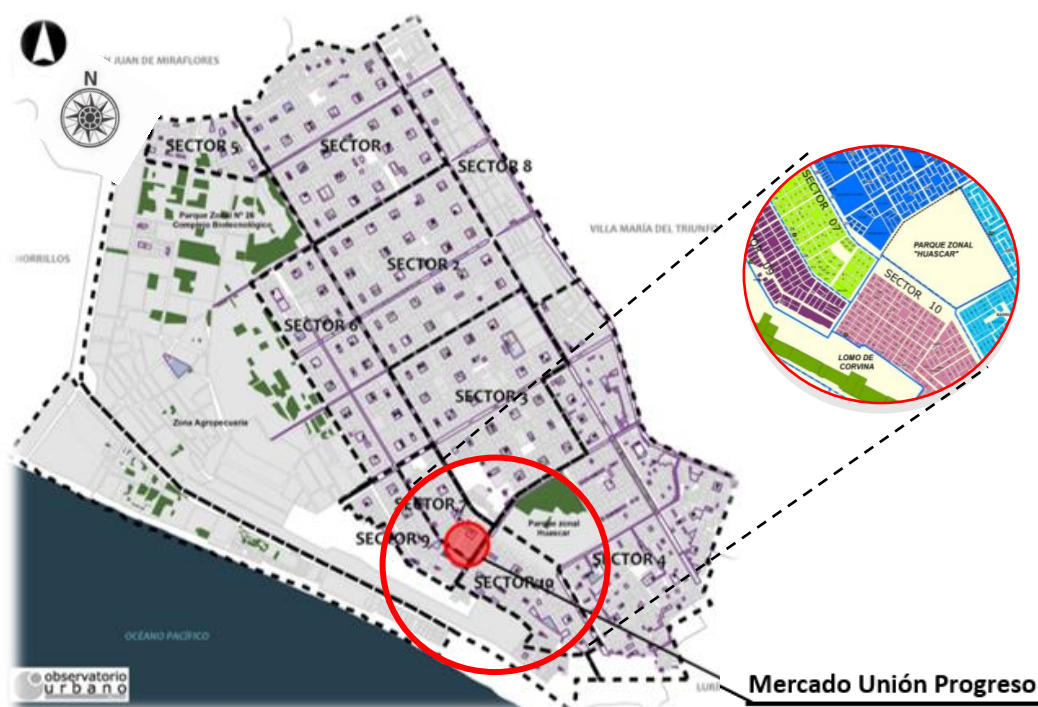 N JUAN DE MIRAFLORES
N
SECTOR 5
SECTOR 1
SECTOR 8
Parque Zonal Nº 26
Complejo Biotecnológico
VILLA MARÍA DEL TRIUNFO
HORRILLOS
SECTOR 2
SECTOR 6
SECTOR 3
Zona Agropecuaria
SECTOR 7
Parque zonal
Huascar
SECTOR 9
SECTOR 4
SECTOR 10
OCÉANO PACÍFICO
observatorio
urbano
LURÍ
Mercado Unión Progreso
SECTOR 07
PARQUE ZONAL
"HUASCAR"
SECTOR 10
LOMO DE
CORVINA